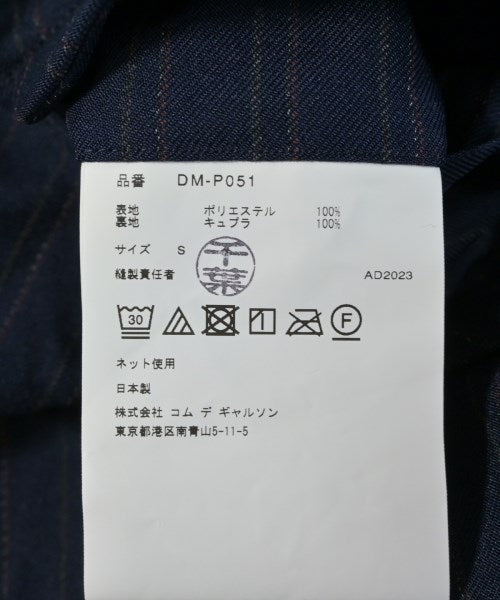 品番 DM-P051
表地 ポリエステル 100%
裏地 キュプラ 100%
サイズ S
縫製責任者 千葉 AD2023
30 1 F
ネット使用
日本製
株式会社 コム デ ギャルソン
東京都港区南青山5-11-5